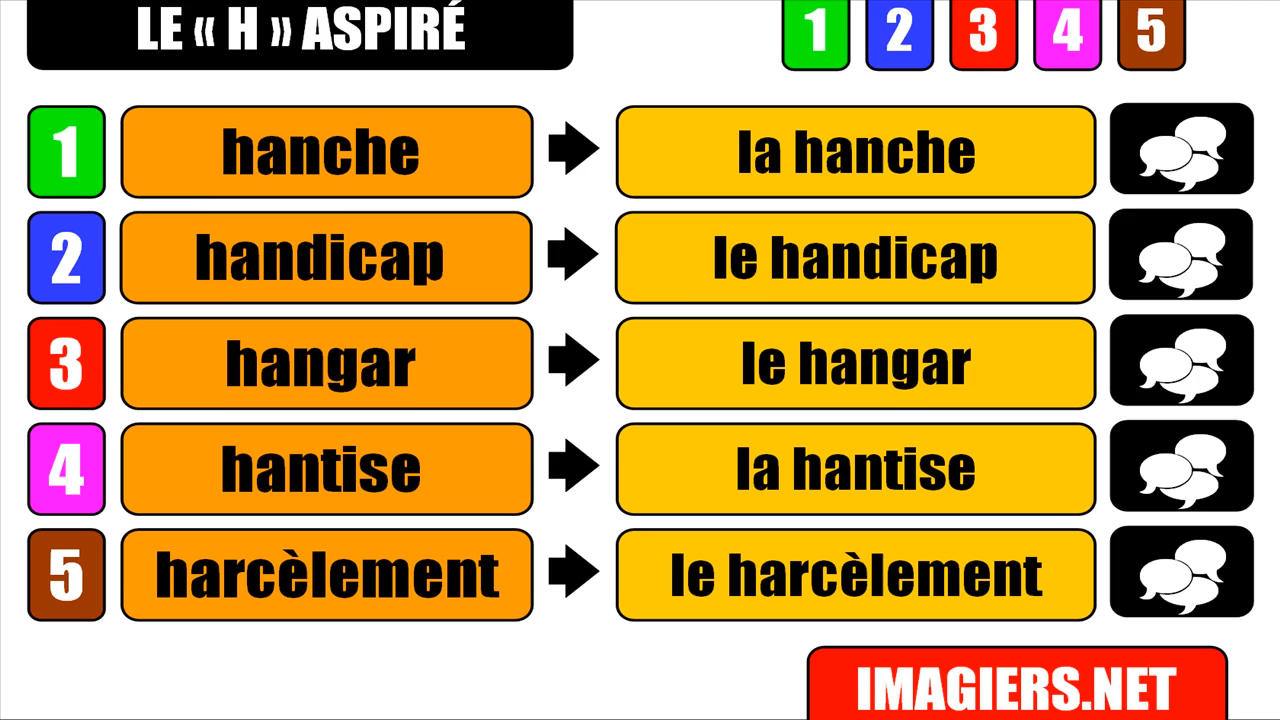 LE « H » ASPIRÉ
1 2 3 4 5
1 hanche la hanche
2 handicap le handicap
3 hangar le hangar
4 hantise la hantise
5 harcèlement le harcèlement
IMAGIERS.NET